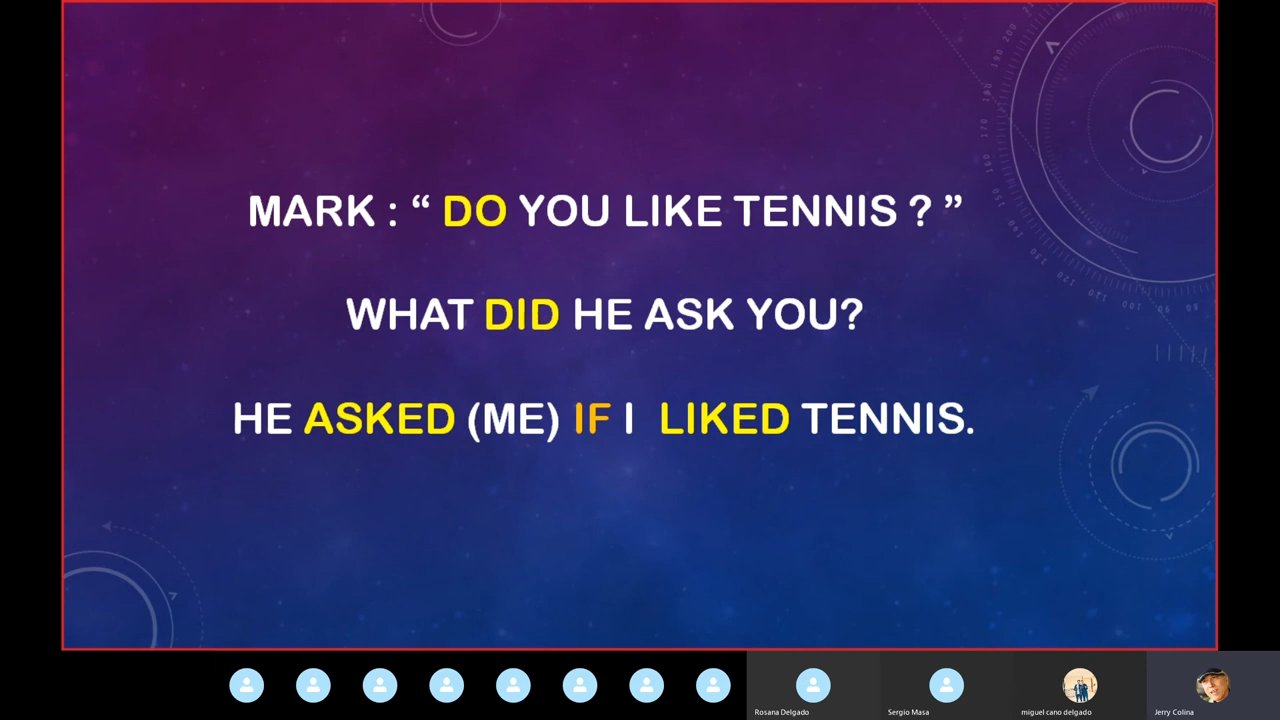 MARK : “ DO YOU LIKE TENNIS ? ”
WHAT DID HE ASK YOU?
HE ASKED (ME) IF I LIKED TENNIS.
Rosana Delgado
Sergio Masa
miguel cano delgado
Jerry Colina